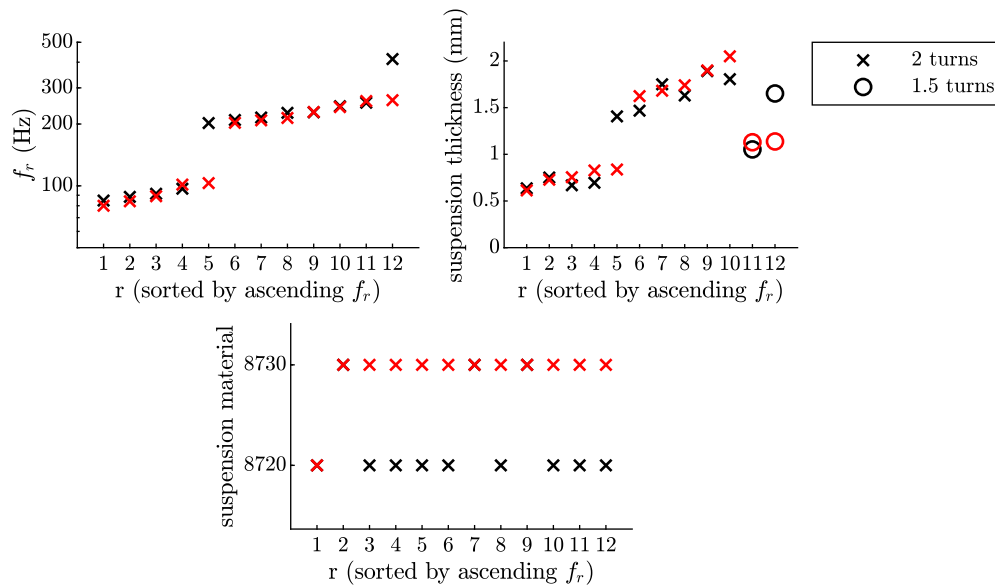 500
300
200
100
f_r (Hz)
1 2 3 4 5 6 7 8 9 10 11 12
r (sorted by ascending f_r)
2
1.5
1
0.5
0
suspension thickness (mm)
1 2 3 4 5 6 7 8 9 10 11 12
r (sorted by ascending f_r)
2 turns
1.5 turns
8730
8720
suspension material
1 2 3 4 5 6 7 8 9 10 11 12
r (sorted by ascending f_r)